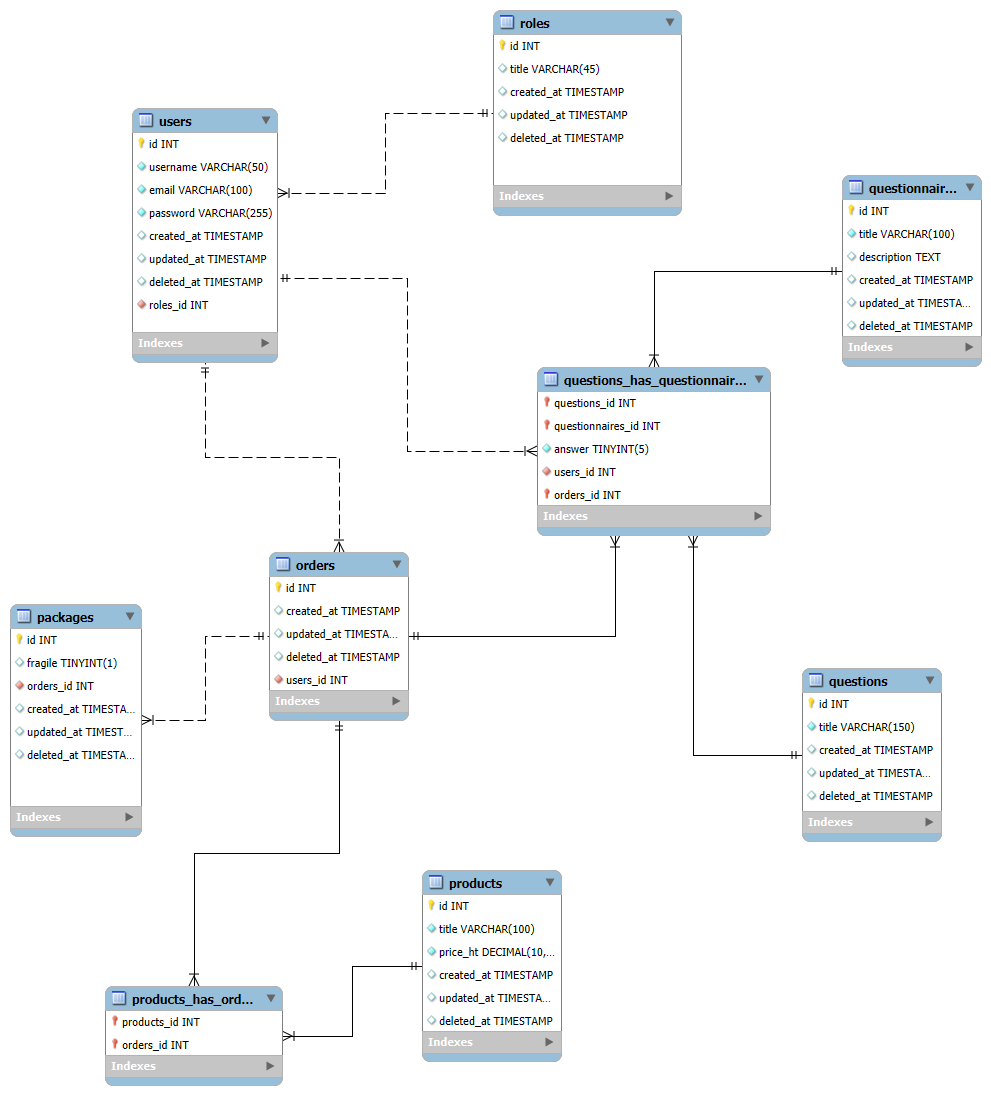 roles
id INT
title VARCHAR(45)
created_at TIMESTAMP
updated_at TIMESTAMP
deleted_at TIMESTAMP
Indexes
users
id INT
username VARCHAR(50)
email VARCHAR(100)
password VARCHAR(255)
created_at TIMESTAMP
updated_at TIMESTAMP
deleted_at TIMESTAMP
roles_id INT
Indexes
questionnair...
id INT
title VARCHAR(100)
description TEXT
created_at TIMESTAMP
updated_at TIMESTA...
deleted_at TIMESTAMP
Indexes
questions_has_questionnair...
questions_id INT
questionnaires_id INT
answer TINYINT(5)
users_id INT
orders_id INT
Indexes
orders
id INT
created_at TIMESTAMP
updated_at TIMESTA...
deleted_at TIMESTAMP
users_id INT
Indexes
packages
id INT
fragile TINYINT(1)
orders_id INT
created_at TIMESTA...
updated_at TIMEST...
deleted_at TIMESTA...
Indexes
questions
id INT
title VARCHAR(150)
created_at TIMESTAMP
updated_at TIMESTA...
deleted_at TIMESTAMP
Indexes
products
id INT
title VARCHAR(100)
price_ht DECIMAL(10,...
created_at TIMESTAMP
updated_at TIMESTA...
deleted_at TIMESTAMP
Indexes
products_has_ord...
products_id INT
orders_id INT
Indexes